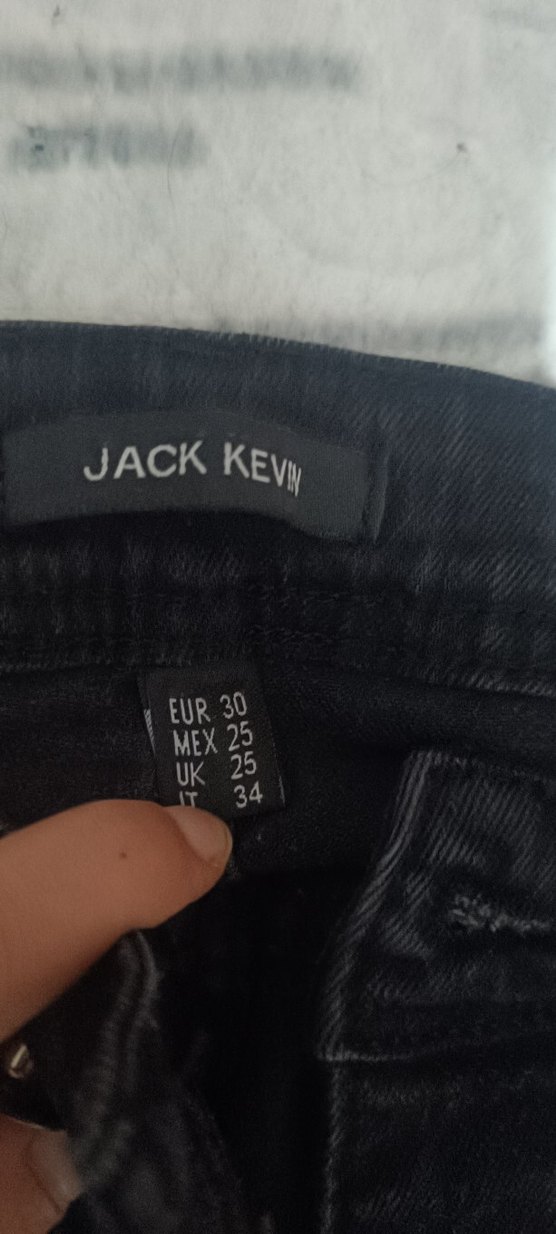 JACK KEVIN
EUR 30
MEX 25
UK 25
IT 34